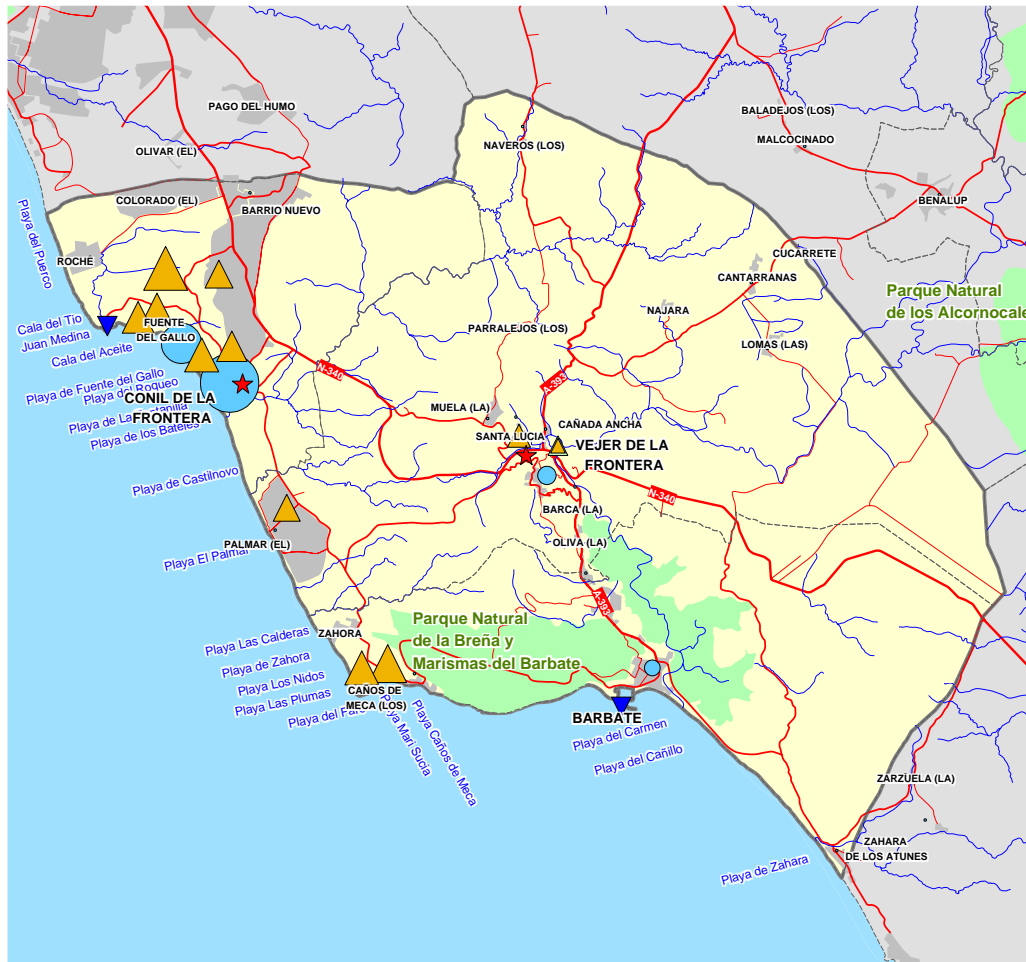 PAGO DEL HUMO
BALADEJOS (LOS)
MALCOCINADO
NAVEROS (LOS)
OLIVAR (EL)
COLORADO (EL)
BARRIO NUEVO
BENALUP
Playa del Puerco
ROCHÉ
CUCARRETE
CANTARRANAS
Parque Natural
de los Alcornocale
NAJARA
PARRALEJOS (LOS)
LOMAS (LAS)
Cala del Tio
Juan Medina
FUENTE
DEL GALLO
Cala del Aceite
N-340
A-393
Playa de Fuente del Gallo
Playa del Roqueo
CONIL DE LA
FRONTERA
Playa de La Fontanilla
Playa de los Bateles
MUELA (LA)
CAÑADA ANCHA
SANTA LUCIA
VEJER DE LA
FRONTERA
Playa de Castilnovo
N-340
BARCA (LA)
PALMAR (EL)
Playa El Palmar
OLIVA (LA)
A-393
Parque Natural
de la Breña y
Marismas del Barbate
ZAHORA
Playa Las Calderas
Playa de Zahora
Playa Los Nidos
Playa Las Plumas
Playa del Faro
CAÑOS DE
MECA (LOS)
Playa Mari Sucia
Playa Caños de Meca
BARBATE
Playa del Carmen
Playa del Cañillo
ZARZUELA (LA)
ZAHARA
DE LOS ATUNES
Playa de Zahara